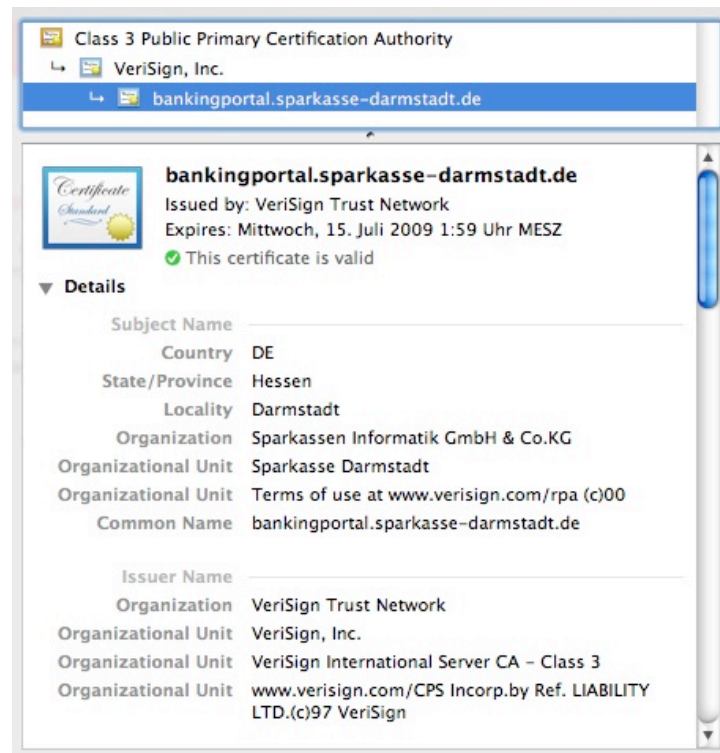 Class 3 Public Primary Certification Authority
VeriSign, Inc.
bankingportal.sparkasse-darmstadt.de
Certificate
Standard
bankingportal.sparkasse-darmstadt.de
Issued by: VeriSign Trust Network
Expires: Mittwoch, 15. Juli 2009 1:59 Uhr MESZ
This certificate is valid
Details
Subject Name
Country DE
State/Province Hessen
Locality Darmstadt
Organization Sparkassen Informatik GmbH & Co.KG
Organizational Unit Sparkasse Darmstadt
Organizational Unit Terms of use at www.verisign.com/rpa (c)00
Common Name bankingportal.sparkasse-darmstadt.de
Issuer Name
Organization VeriSign Trust Network
Organizational Unit VeriSign, Inc.
Organizational Unit VeriSign International Server CA - Class 3
Organizational Unit www.verisign.com/CPS Incorp.by Ref. LIABILITY
LTD.(c)97 VeriSign